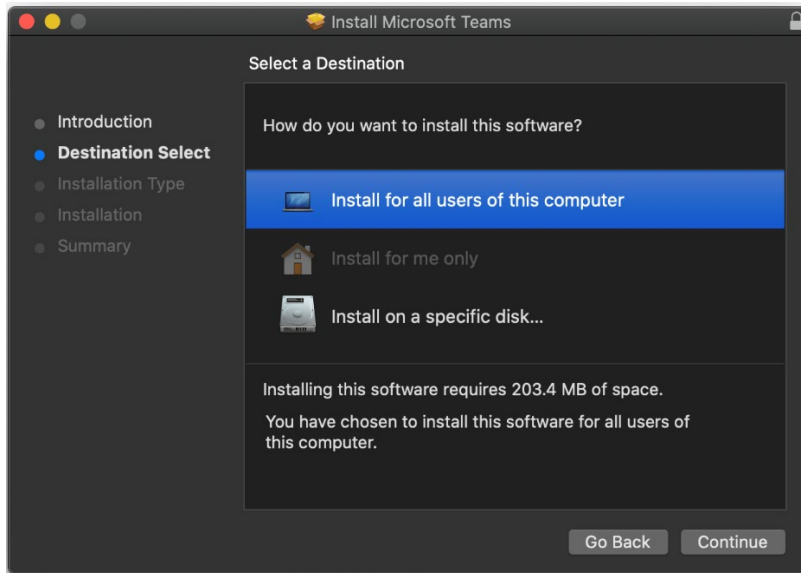 Install Microsoft Teams
Select a Destination
Introduction
Destination Select
Installation Type
Installation
Summary
How do you want to install this software?
Install for all users of this computer
Install for me only
Install on a specific disk...
Installing this software requires 203.4 MB of space.
You have chosen to install this software for all users of
this computer.
Go Back
Continue